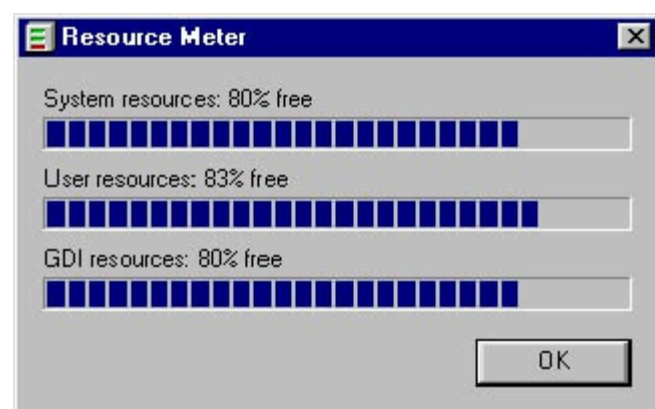 Resource Meter
System resources: 80% free
User resources: 83% free
GDI resources: 80% free
OK